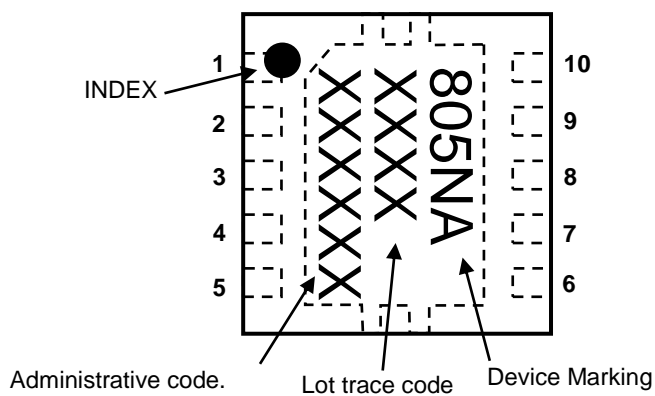 1
10
INDEX
2
9
3
8
4
7
5
6
805NA
XXXX
XXXXXX
Administrative code.
Lot trace code
Device Marking